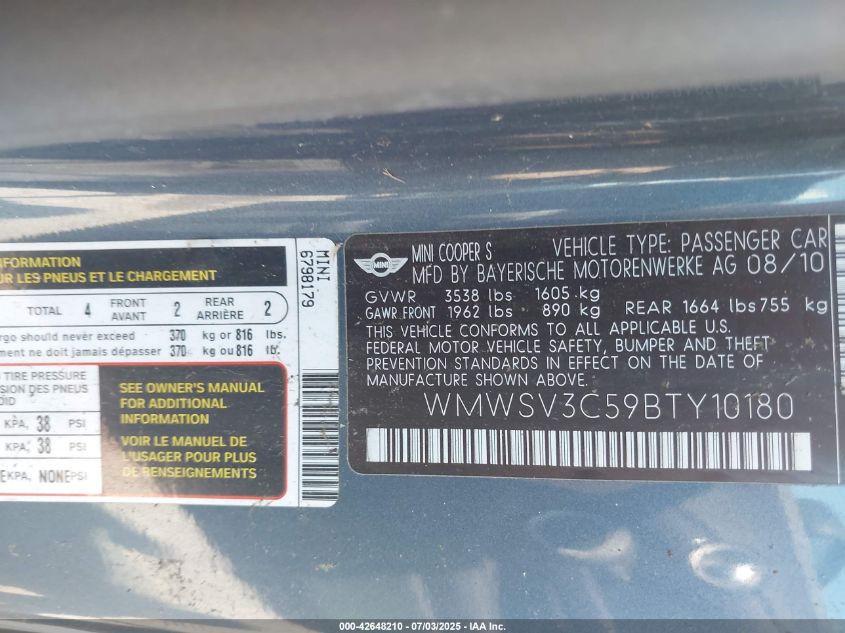 NFORMATION
UR LES PNEUS ET LE CHARGEMENT
TOTAL 4 FRONT AVANT 2 REAR ARRIÈRE 2
rgo should never exceed 370 kg or 816 lbs.
ment ne doit jamais dépasser 370 kg ou 816 lb.
TIRE PRESSURE
SION DES PNEUS
OID
KPA, 38 PSI
KPA, 38 PSI
KPA, NONE PSI
SEE OWNER'S MANUAL
FOR ADDITIONAL
INFORMATION
VOIR LE MANUEL DE
L'USAGER POUR PLUS
DE RENSEIGNEMENTS
MINI
6798179
MINI
MINI COOPER S VEHICLE TYPE: PASSENGER CAR
MFD BY BAYERISCHE MOTORENWERKE AG 08/10
GVWR 3538 lbs 1605 kg
GAWR FRONT 1962 lbs 890 kg REAR 1664 lbs 755 kg
THIS VEHICLE CONFORMS TO ALL APPLICABLE U.S.
FEDERAL MOTOR VEHICLE SAFETY, BUMPER AND THEFT
PREVENTION STANDARDS IN EFFECT ON THE DATE OF
MANUFACTURE SHOWN ABOVE.
WMWSV3C59BTY10180
000-42648210 - 07/03/2025 - IAA Inc.